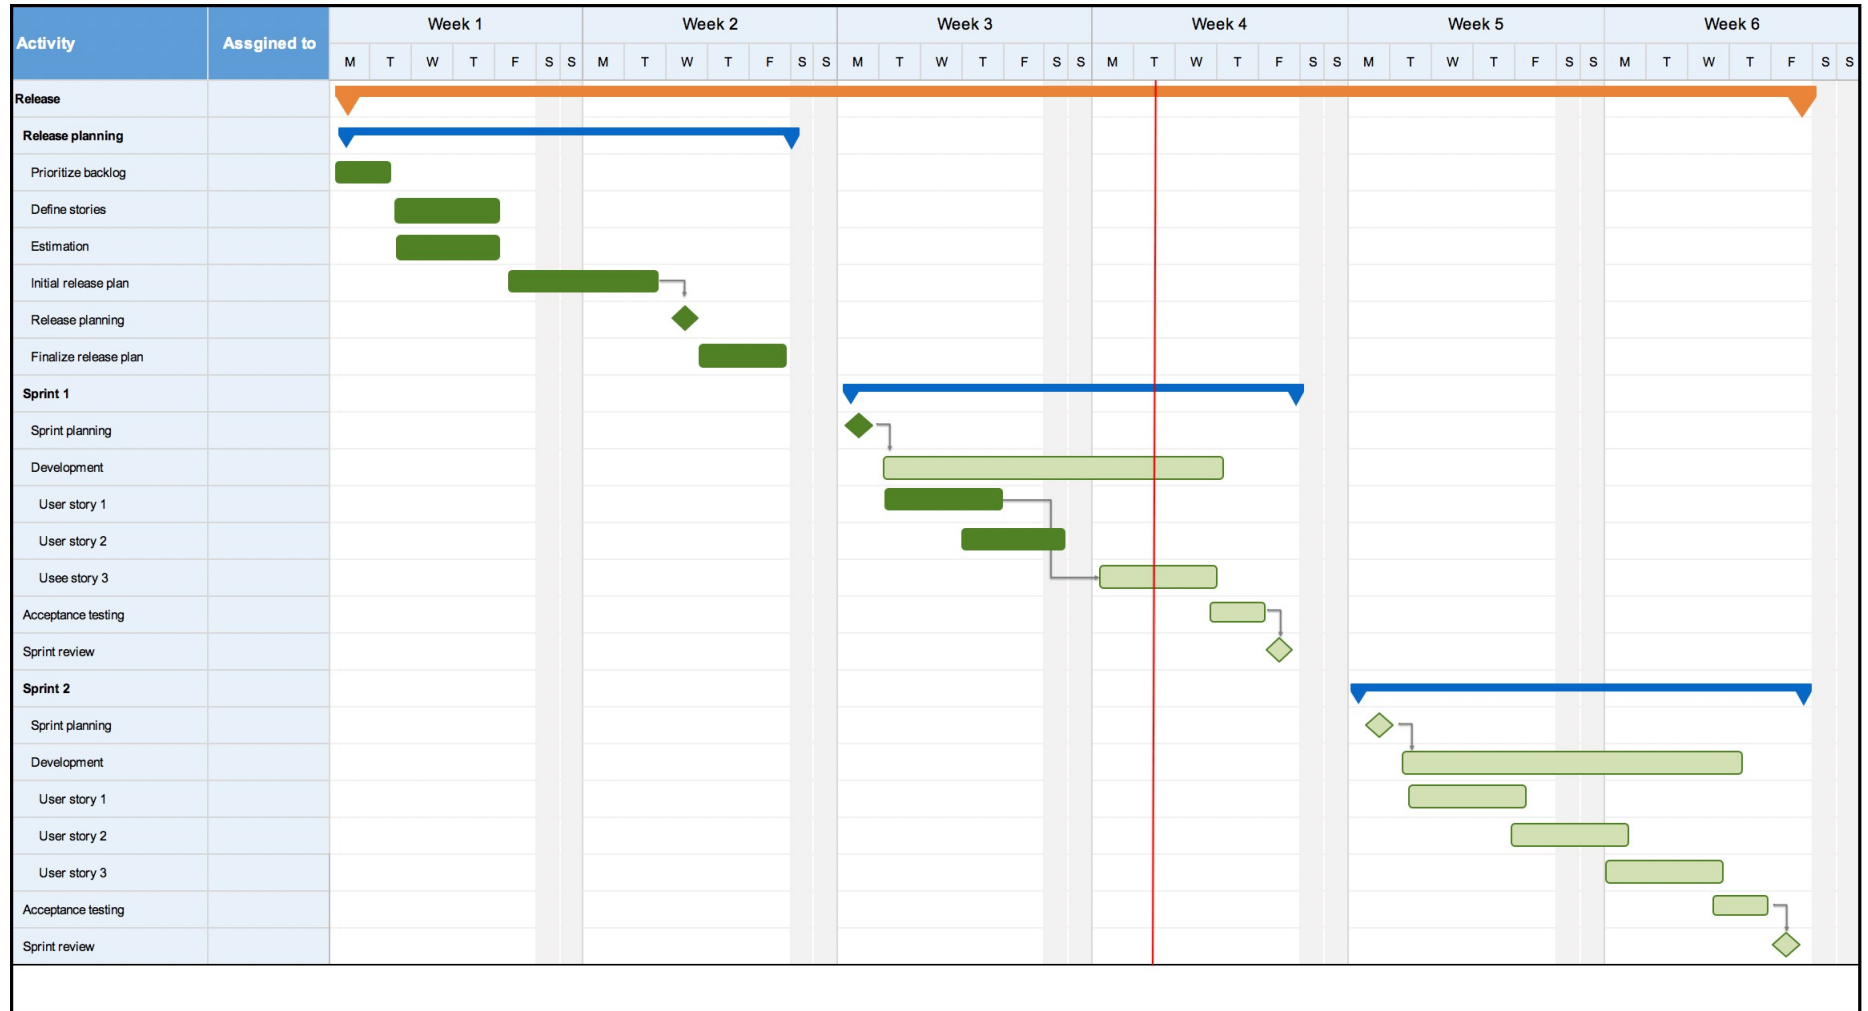 Activity
Assgined to
Week 1
Week 2
Week 3
Week 4
Week 5
Week 6
M T W T F S S M T W T F S S M T W T F S S M T W T F S S M T W T F S S M T W T F S S
Release
Release planning
Prioritize backlog
Define stories
Estimation
Initial release plan
Release planning
Finalize release plan
Sprint 1
Sprint planning
Development
User story 1
User story 2
Usee story 3
Acceptance testing
Sprint review
Sprint 2
Sprint planning
Development
User story 1
User story 2
User story 3
Acceptance testing
Sprint review